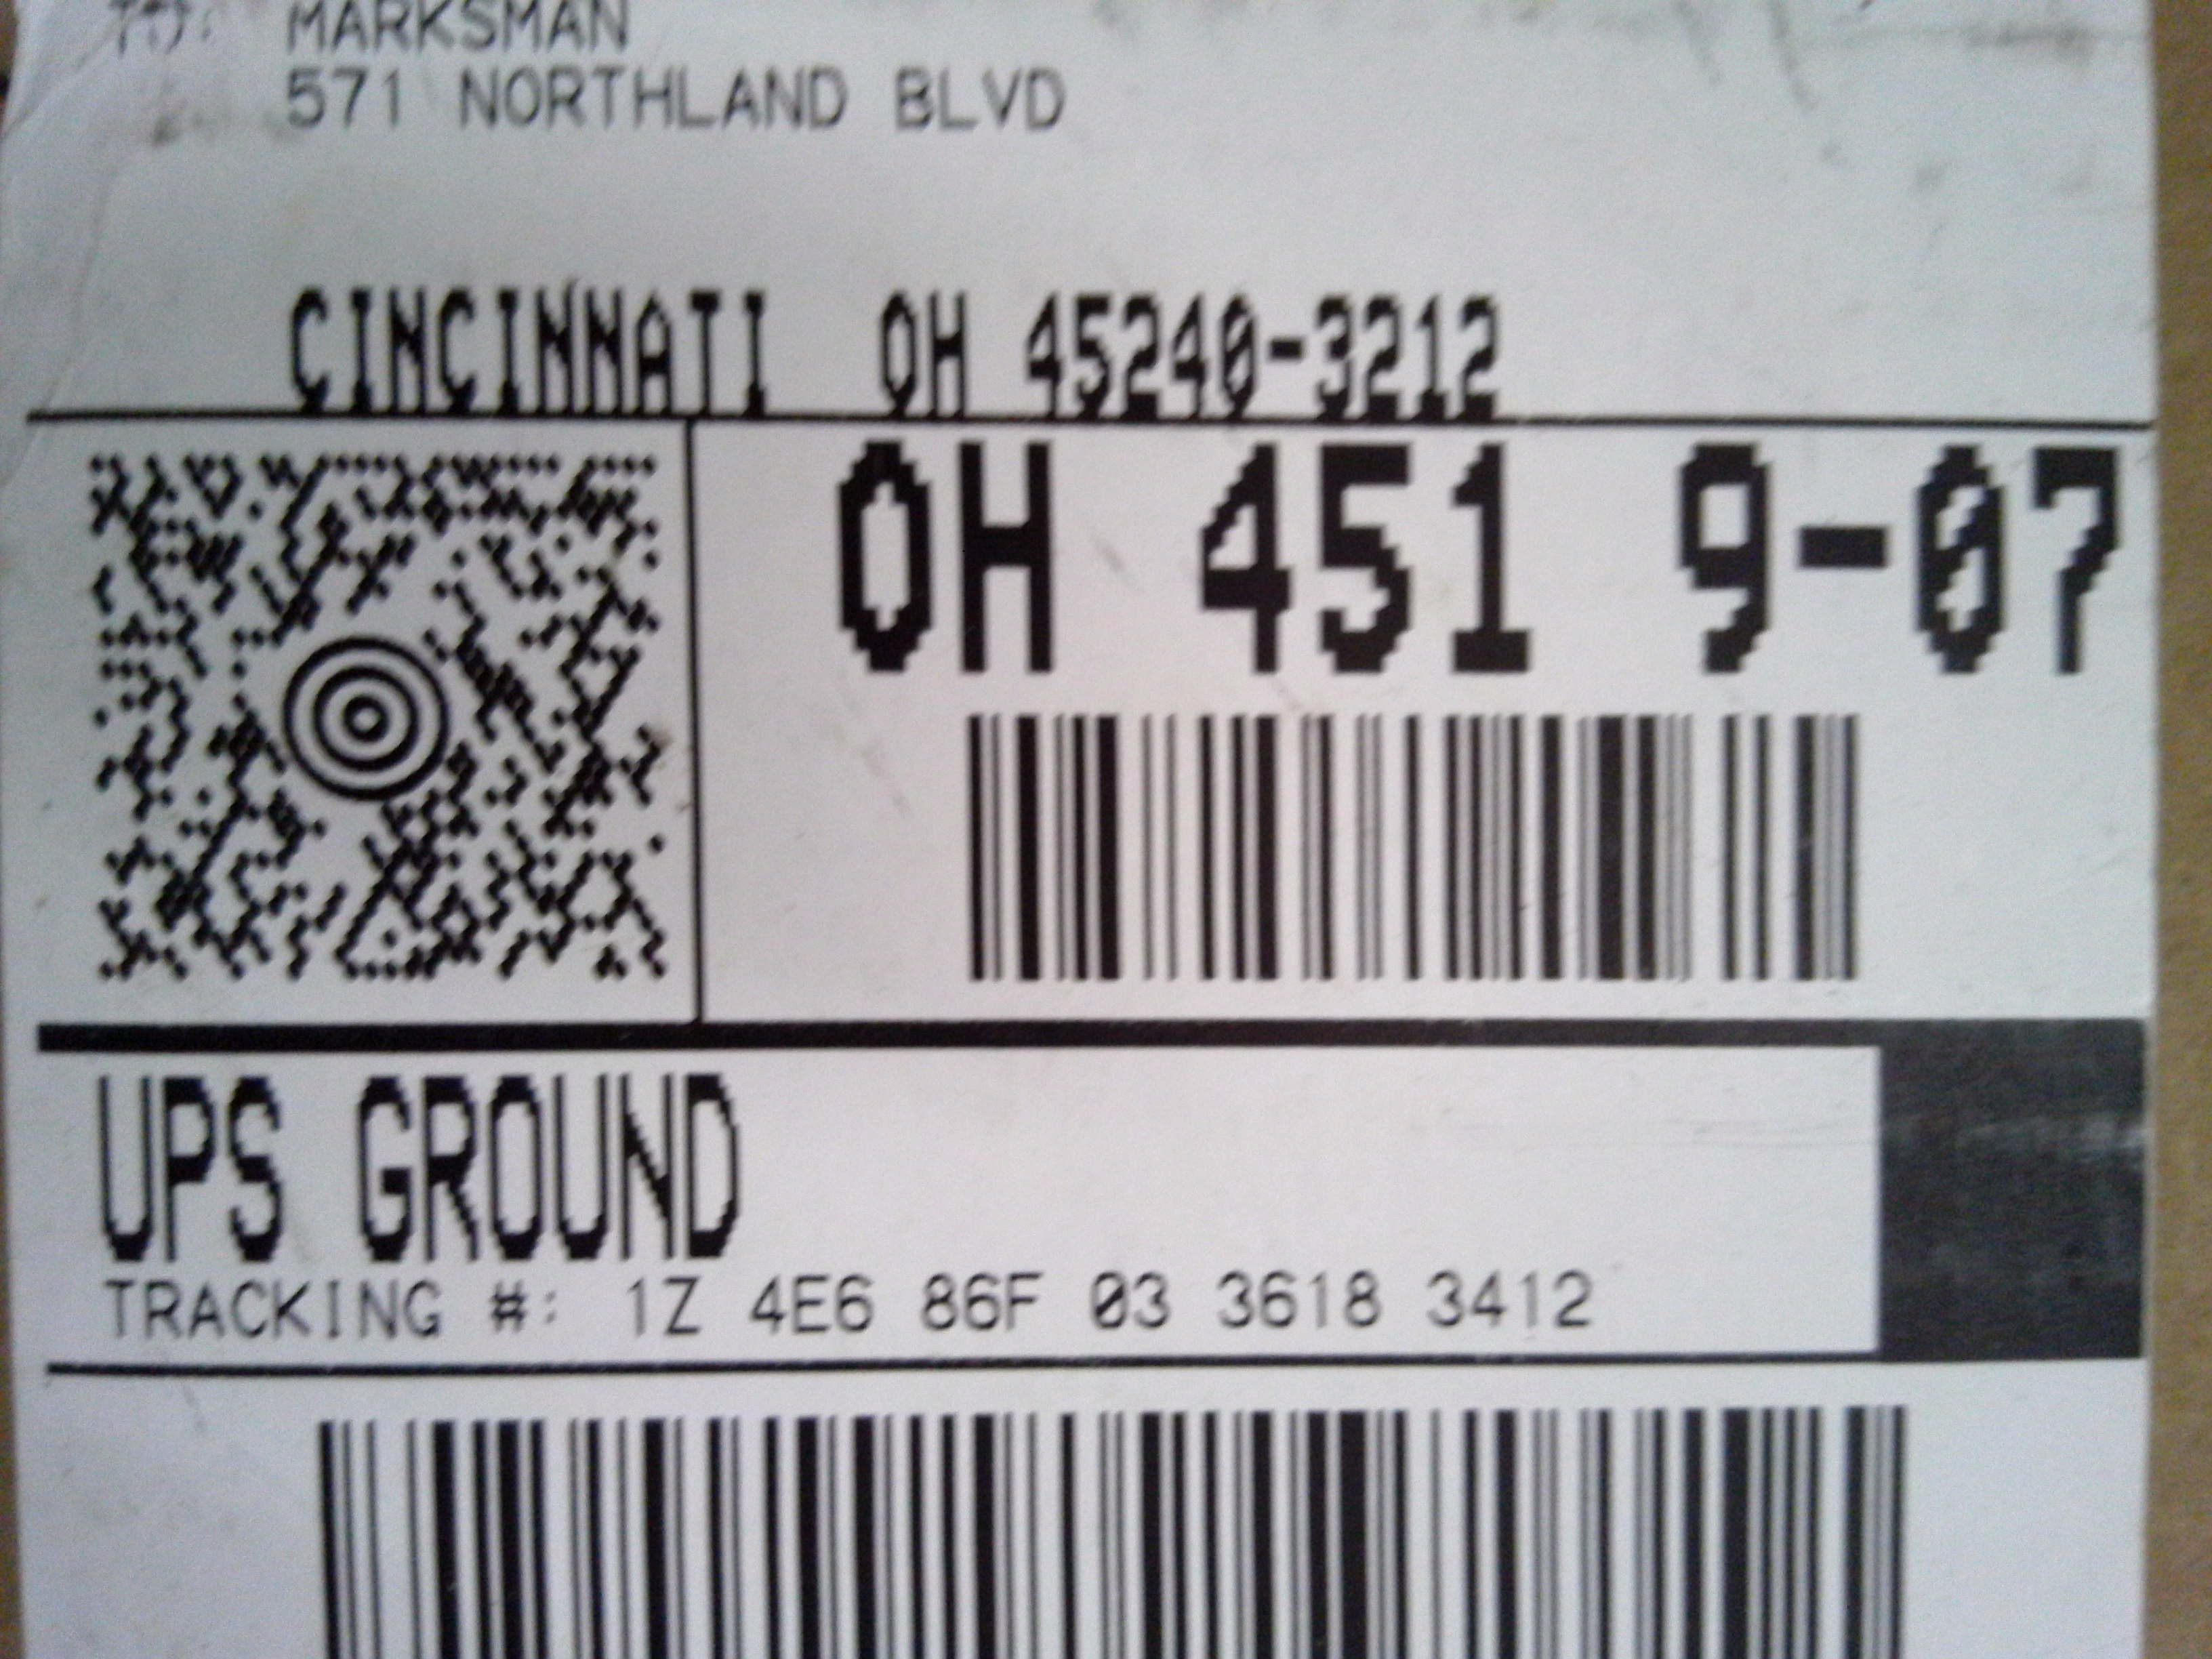 TO: MARKSMAN
571 NORTHLAND BLVD
CINCINNATI OH 45240-3212
OH 451 9-07
UPS GROUND
TRACKING #: 1Z 4E6 86F 03 3618 3412